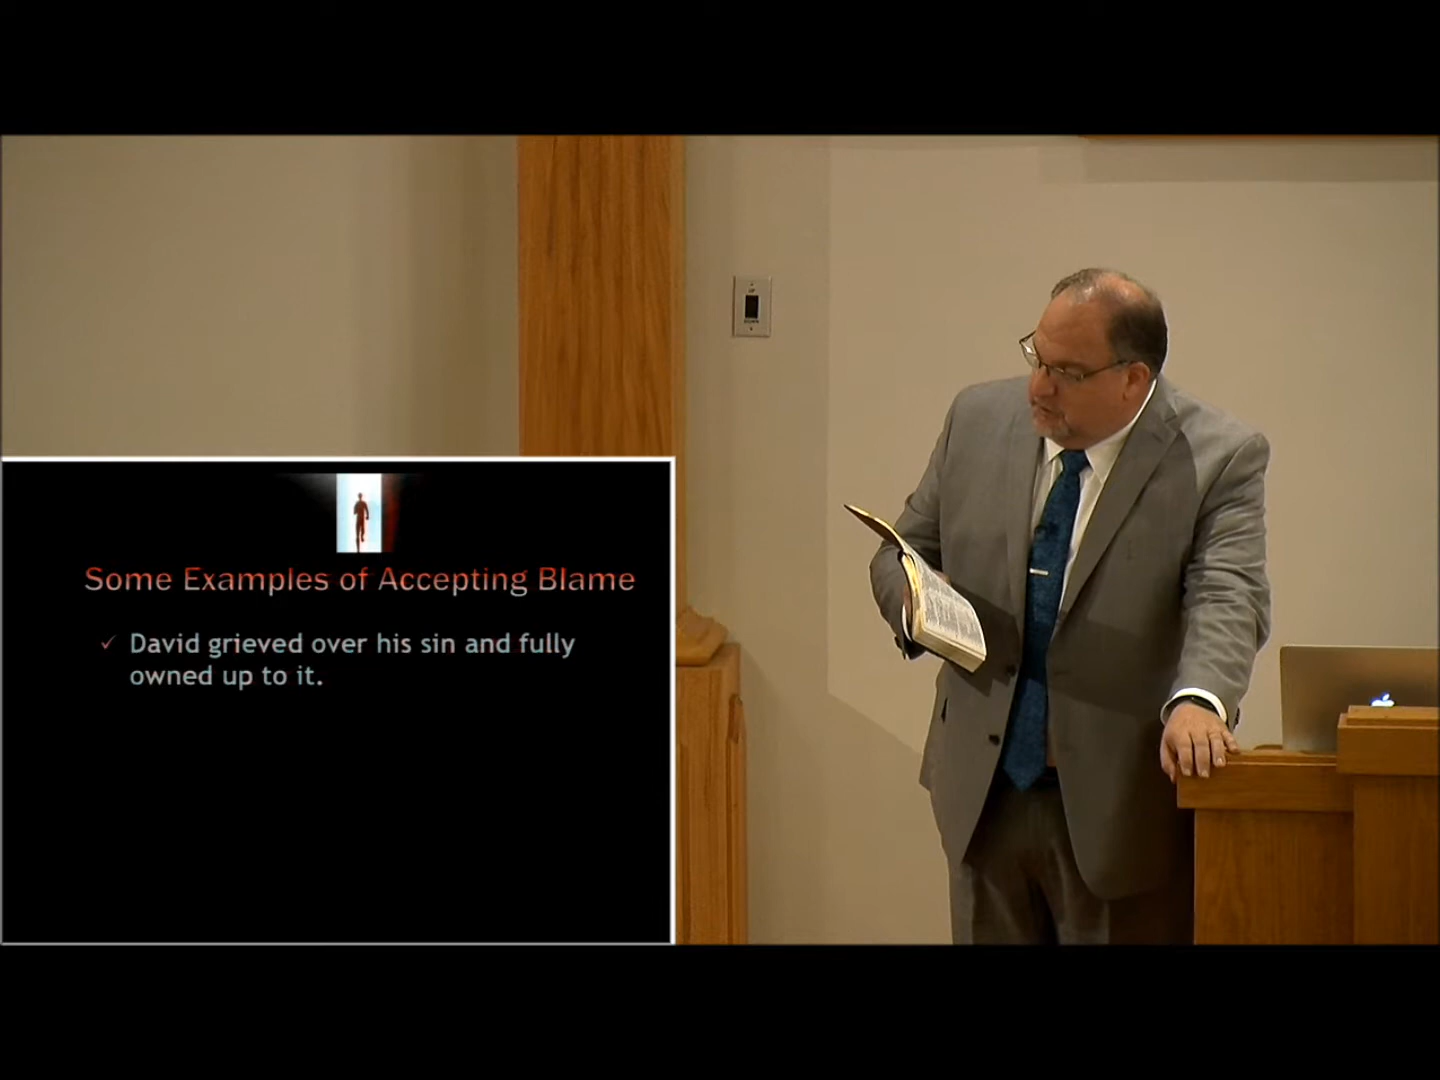 Some Examples of Accepting Blame
✓ David grieved over his sin and fully
owned up to it.